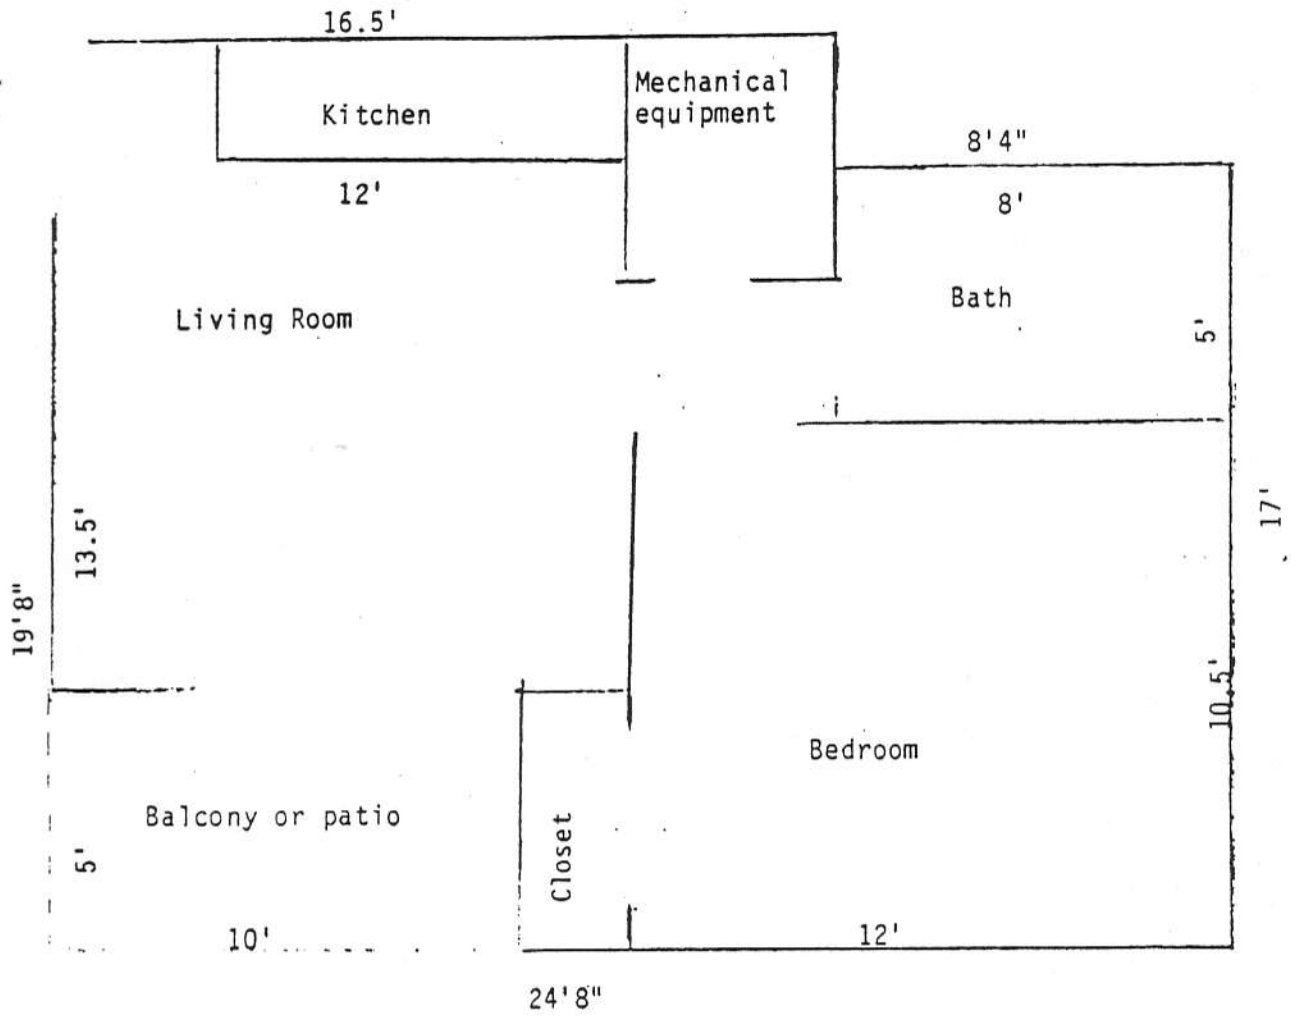 16.5'
Mechanical
equipment
Kitchen
8'4"
12'
8'
Living Room
Bath
5'
13.5'
17'
19'8"
10.5'
Bedroom
Balcony or patio
Closet
5'
10'
12'
24'8"